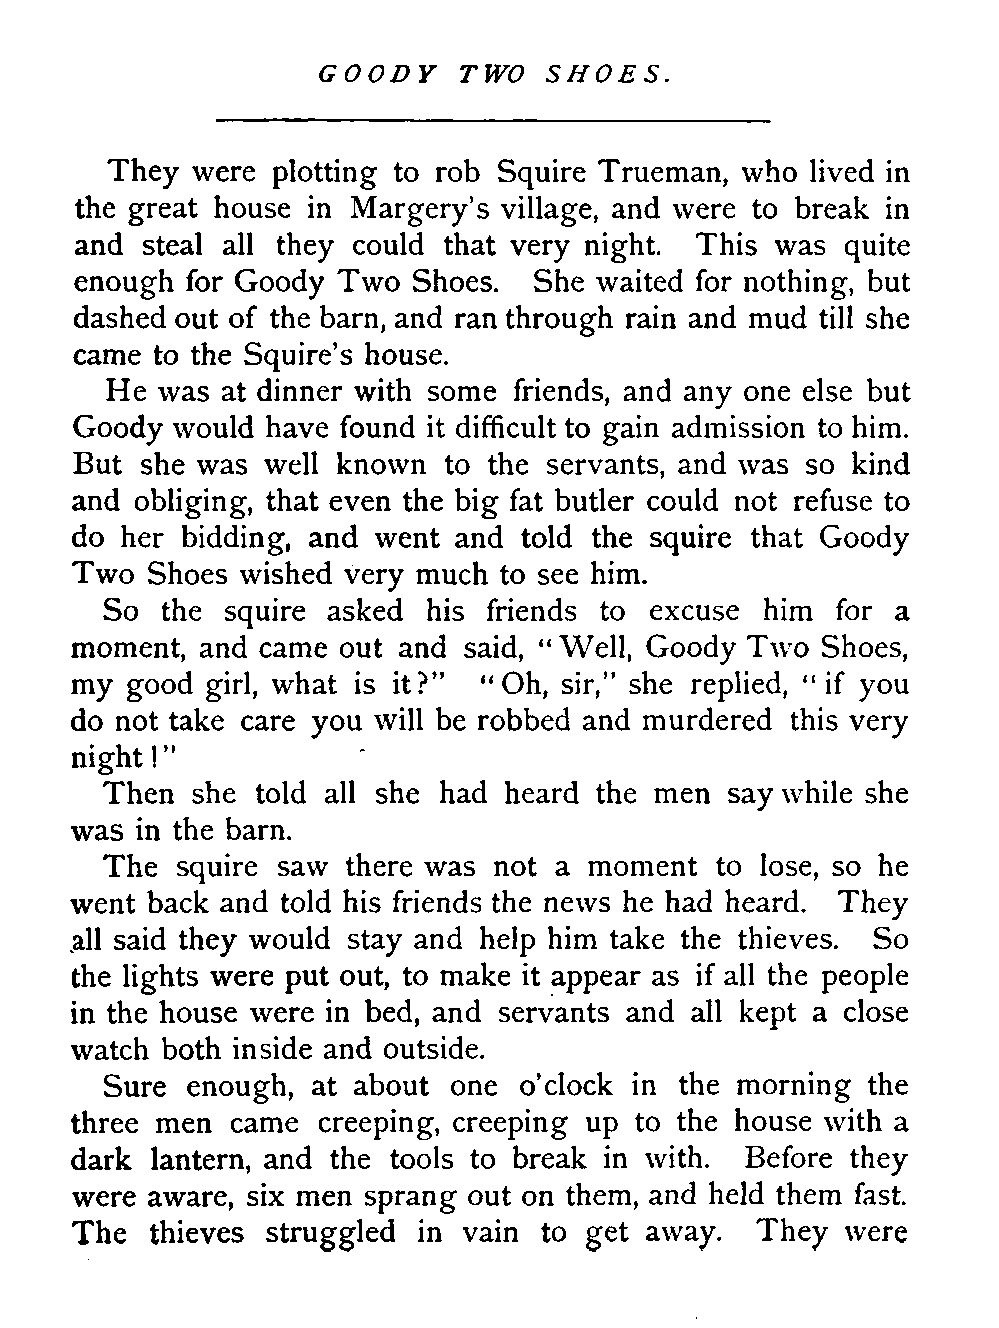 GOODY TWO SHOES.
They were plotting to rob Squire Trueman, who lived in
the great house in Margery's village, and were to break in
and steal all they could that very night. This was quite
enough for Goody Two Shoes. She waited for nothing, but
dashed out of the barn, and ran through rain and mud till she
came to the Squire's house.
He was at dinner with some friends, and any one else but
Goody would have found it difficult to gain admission to him.
But she was well known to the servants, and was so kind
and obliging, that even the big fat butler could not refuse to
do her bidding, and went and told the squire that Goody
Two Shoes wished very much to see him.
So the squire asked his friends to excuse him for a
moment, and came out and said, "Well, Goody Two Shoes,
my good girl, what is it?" "Oh, sir," she replied, "if you
do not take care you will be robbed and murdered this very
night!"
Then she told all she had heard the men say while she
was in the barn.
The squire saw there was not a moment to lose, so he
went back and told his friends the news he had heard. They
all said they would stay and help him take the thieves. So
the lights were put out, to make it appear as if all the people
in the house were in bed, and servants and all kept a close
watch both inside and outside.
Sure enough, at about one o'clock in the morning the
three men came creeping, creeping up to the house with a
dark lantern, and the tools to break in with. Before they
were aware, six men sprang out on them, and held them fast.
The thieves struggled in vain to get away. They were